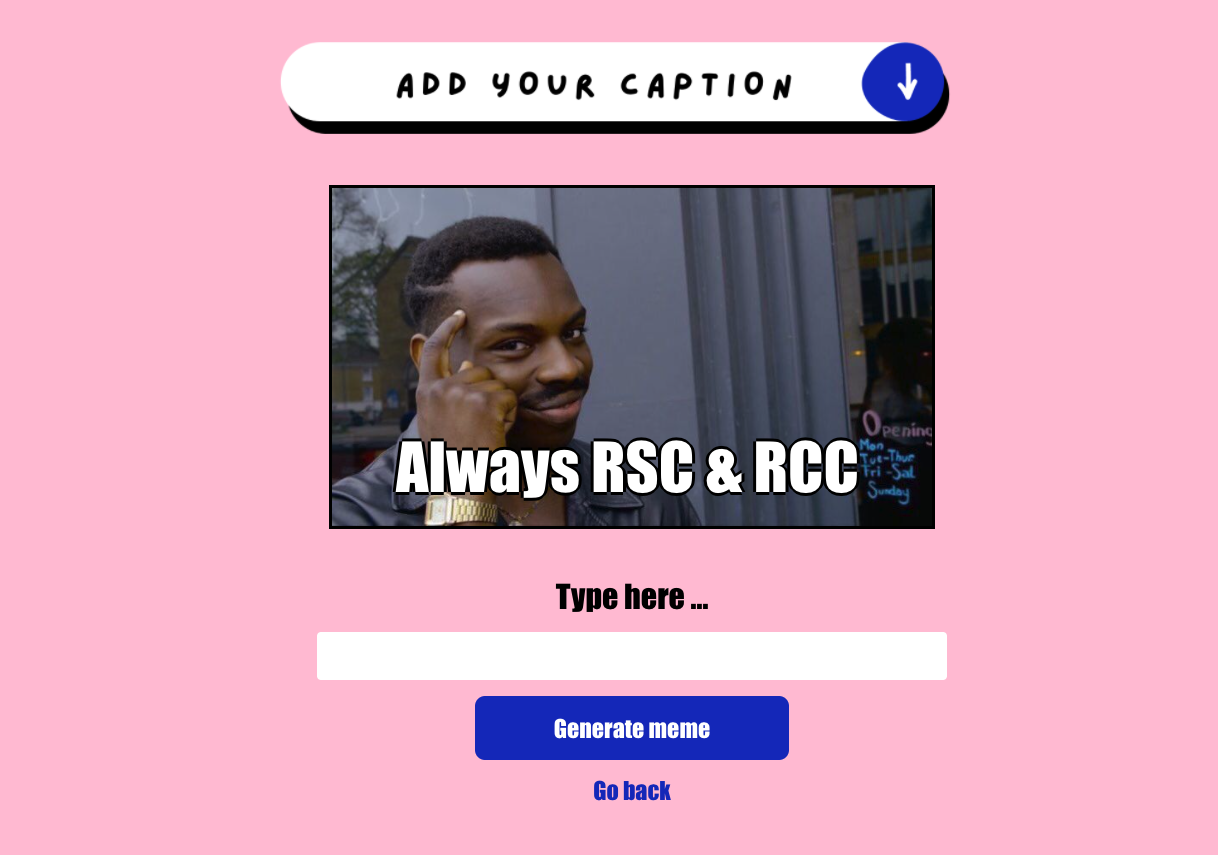 ADD YOUR CAPTION
Opening
Mon
Tue-Thur
Fri - Sat
Sunday
Always RSC & RCC
Type here ...
Generate meme
Go back